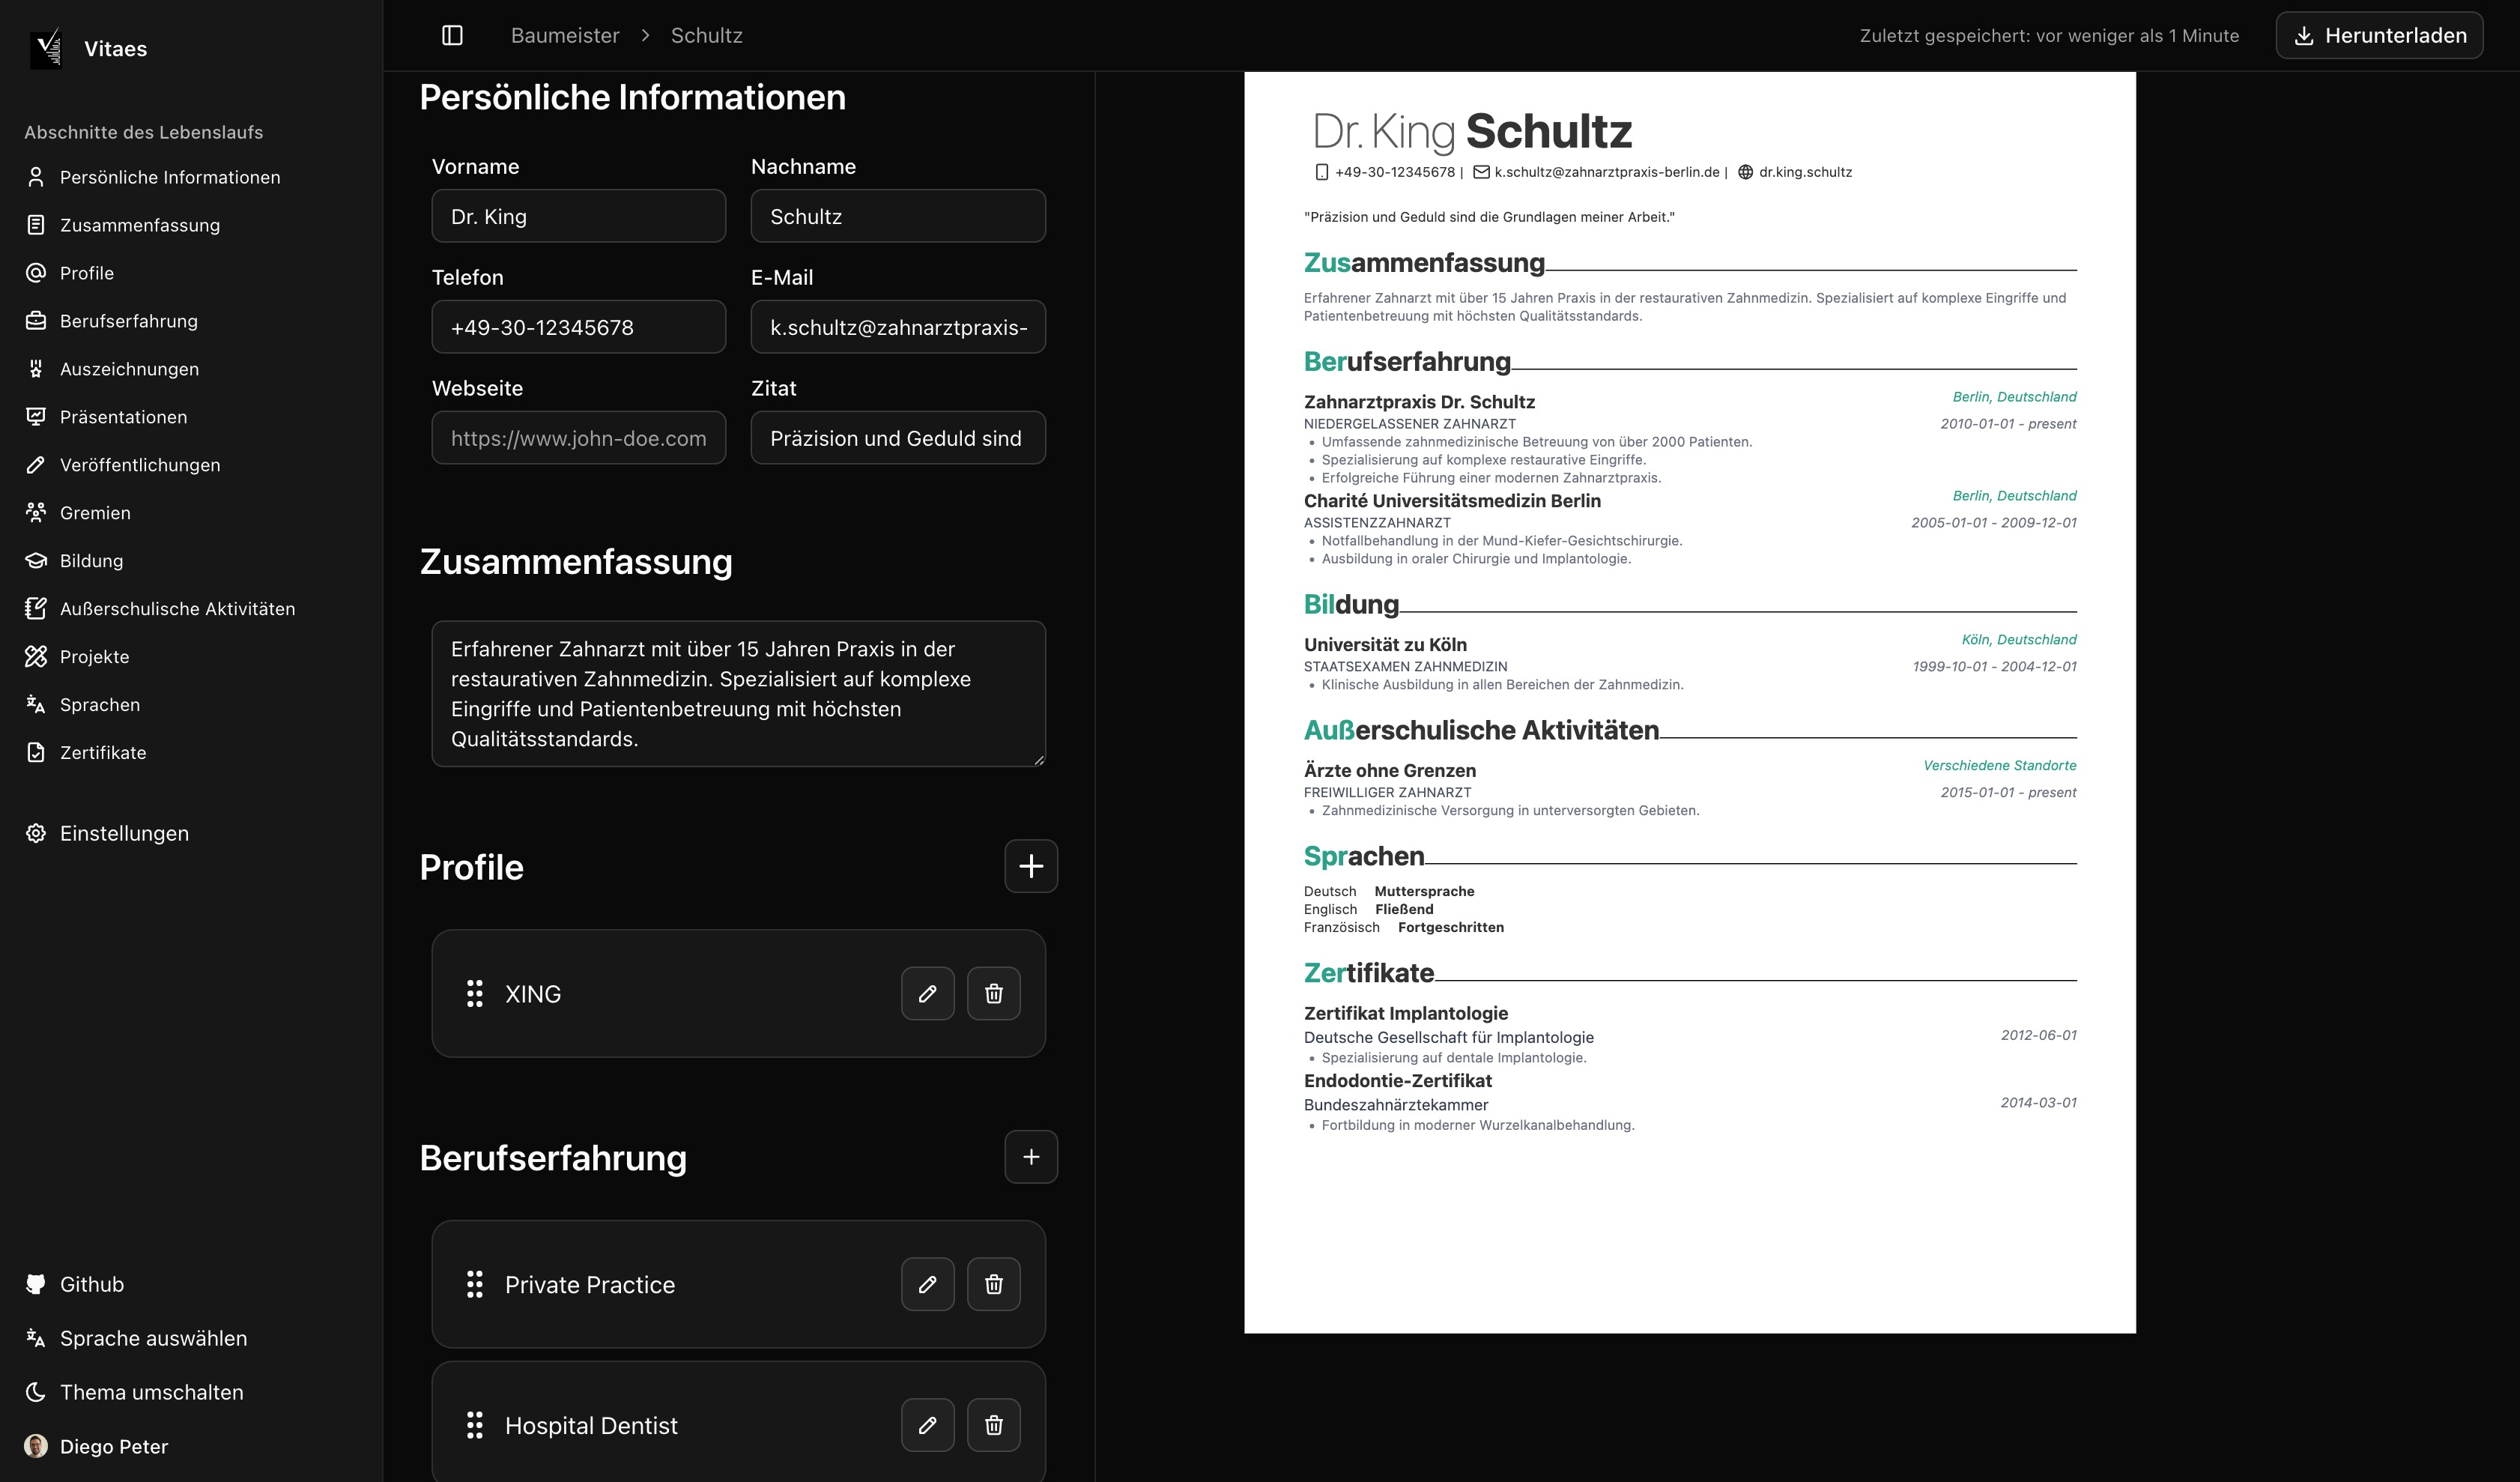 Vitaes
Abschnitte des Lebenslaufs
Persönliche Informationen
Zusammenfassung
Profile
Berufserfahrung
Auszeichnungen
Präsentationen
Veröffentlichungen
Gremien
Bildung
Außerschulische Aktivitäten
Projekte
Sprachen
Zertifikate
Einstellungen
Github
Sprache auswählen
Thema umschalten
Diego Peter
Baumeister > Schultz
Zuletzt gespeichert: vor weniger als 1 Minute
Herunterladen
Persönliche Informationen
Vorname Nachname
Dr. King Schultz
Telefon E-Mail
+49-30-12345678 k.schultz@zahnarztpraxis-
Webseite Zitat
https://www.john-doe.com Präzision und Geduld sind
Zusammenfassung
Erfahrener Zahnarzt mit über 15 Jahren Praxis in der
restaurativen Zahnmedizin. Spezialisiert auf komplexe
Eingriffe und Patientenbetreuung mit höchsten
Qualitätsstandards.
Profile
XING
Berufserfahrung
Private Practice
Hospital Dentist
Dr. King Schultz
+49-30-12345678 | k.schultz@zahnarztpraxis-berlin.de | dr.king.schultz
"Präzision und Geduld sind die Grundlagen meiner Arbeit."
Zusammenfassung
Erfahrener Zahnarzt mit über 15 Jahren Praxis in der restaurativen Zahnmedizin. Spezialisiert auf komplexe Eingriffe und
Patientenbetreuung mit höchsten Qualitätsstandards.
Berufserfahrung
Zahnarztpraxis Dr. Schultz Berlin, Deutschland
NIEDERGELASSENER ZAHNARZT 2010-01-01 - present
• Umfassende zahnmedizinische Betreuung von über 2000 Patienten.
• Spezialisierung auf komplexe restaurative Eingriffe.
• Erfolgreiche Führung einer modernen Zahnarztpraxis.
Charité Universitätsmedizin Berlin Berlin, Deutschland
ASSISTENZZAHNARZT 2005-01-01 - 2009-12-01
• Notfallbehandlung in der Mund-Kiefer-Gesichtschirurgie.
• Ausbildung in oraler Chirurgie und Implantologie.
Bildung
Universität zu Köln Köln, Deutschland
STAATSEXAMEN ZAHNMEDIZIN 1999-10-01 - 2004-12-01
• Klinische Ausbildung in allen Bereichen der Zahnmedizin.
Außerschulische Aktivitäten
Ärzte ohne Grenzen Verschiedene Standorte
FREIWILLIGER ZAHNARZT 2015-01-01 - present
• Zahnmedizinische Versorgung in unterversorgten Gebieten.
Sprachen
Deutsch Muttersprache
Englisch Fließend
Französisch Fortgeschritten
Zertifikate
Zertifikat Implantologie
Deutsche Gesellschaft für Implantologie 2012-06-01
• Spezialisierung auf dentale Implantologie.
Endodontie-Zertifikat
Bundeszahnärztekammer 2014-03-01
• Fortbildung in moderner Wurzelkanalbehandlung.